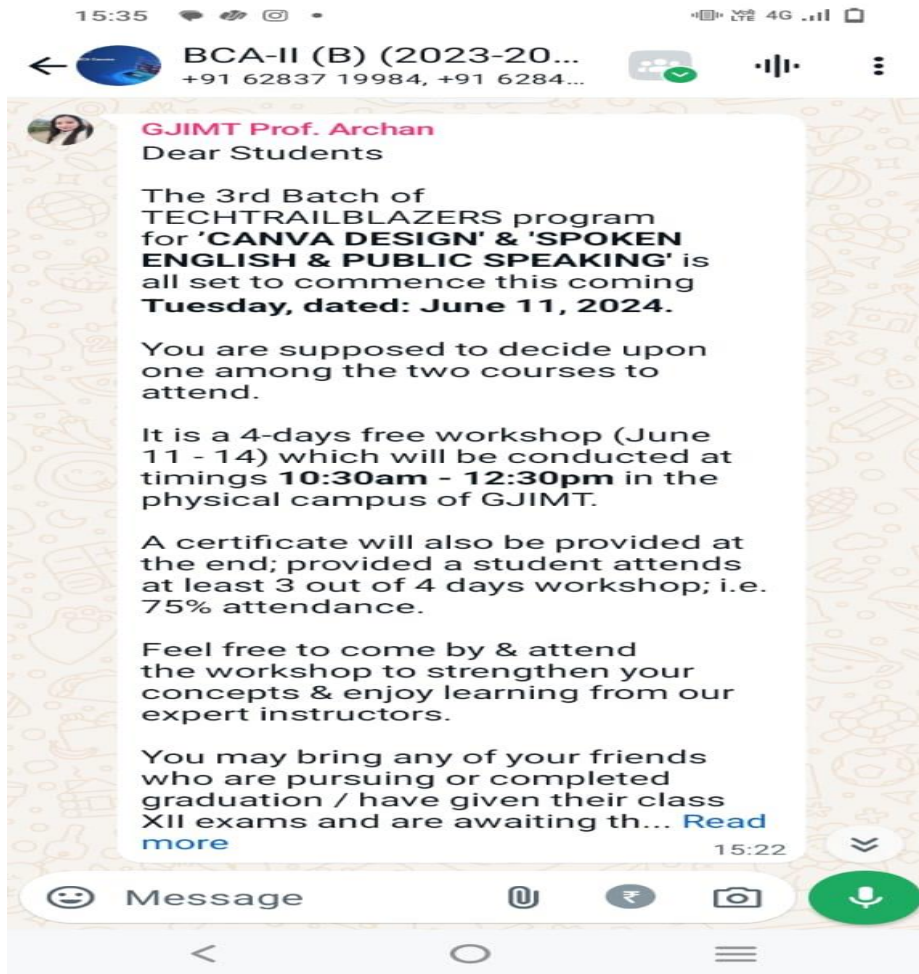 15:35 4G
BCA-II (B) (2023-20...
+91 62837 19984, +91 6284...
GJIMT Prof. Archan
Dear Students
The 3rd Batch of
TECHTRAILBLAZERS program
for 'CANVA DESIGN' & 'SPOKEN
ENGLISH & PUBLIC SPEAKING' is
all set to commence this coming
Tuesday, dated: June 11, 2024.
You are supposed to decide upon
one among the two courses to
attend.
It is a 4-days free workshop (June
11 - 14) which will be conducted at
timings 10:30am - 12:30pm in the
physical campus of GJIMT.
A certificate will also be provided at
the end; provided a student attends
at least 3 out of 4 days workshop; i.e.
75% attendance.
Feel free to come by & attend
the workshop to strengthen your
concepts & enjoy learning from our
expert instructors.
You may bring any of your friends
who are pursuing or completed
graduation / have given their class
XII exams and are awaiting th... Read
more 15:22
Message ₹